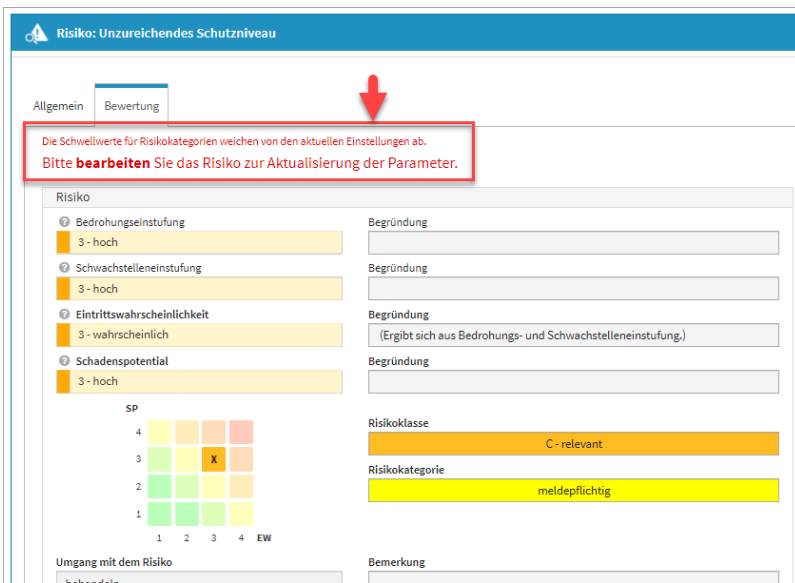 Risiko: Unzureichendes Schutzniveau
Allgemein Bewertung
Die Schwellwerte für Risikokategorien weichen von den aktuellen Einstellungen ab.
Bitte bearbeiten Sie das Risiko zur Aktualisierung der Parameter.
Risiko
Bedrohungseinstufung Begründung
3 - hoch
Schwachstelleneinstufung Begründung
3 - hoch
Eintrittswahrscheinlichkeit Begründung
3 - wahrscheinlich (Ergibt sich aus Bedrohungs- und Schwachstelleneinstufung.)
Schadenspotential Begründung
3 - hoch
SP
4
3 X
2
1
1 2 3 4 EW
Risikoklasse
C - relevant
Risikokategorie
meldepflichtig
Umgang mit dem Risiko Bemerkung